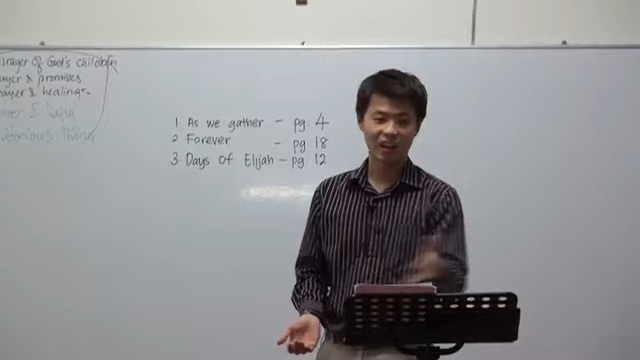 Prayer of God's children
Prayer & promises
Prayer & healing
1 As we gather - pg 4
2 Forever - pg 18
3 Days of Elijah - pg 12